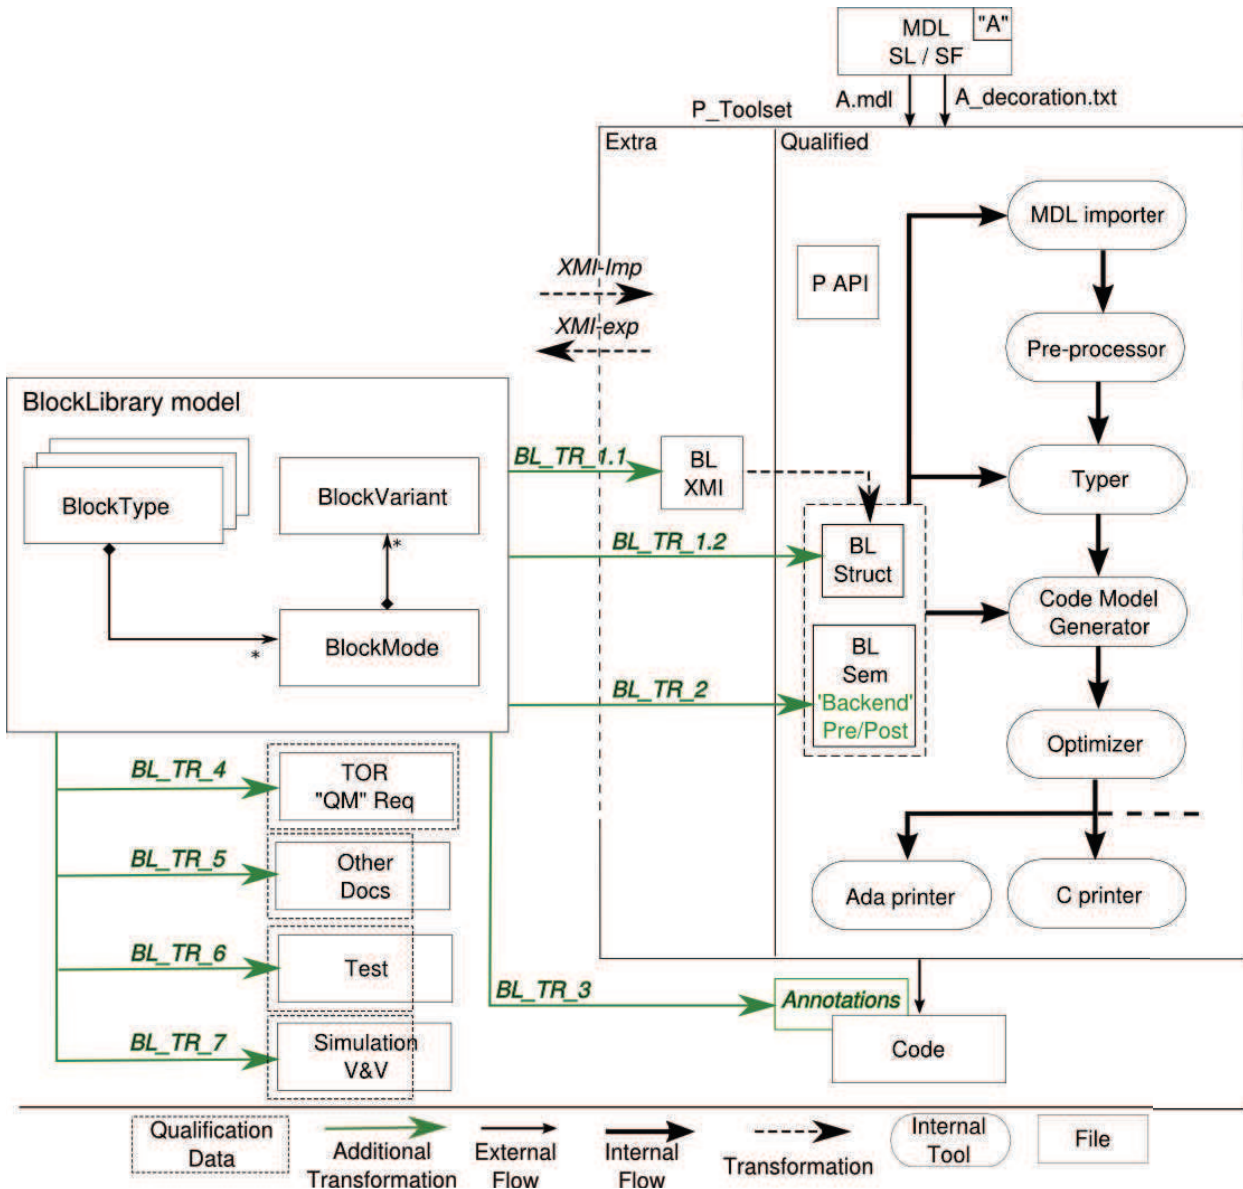 MDL
"A"
SL / SF
A.mdl
A_decoration.txt
P_Toolset
Extra
Qualified
MDL importer
XMI-Imp
P API
XMI-exp
Pre-processor
BlockLibrary model
BL_TR_1.1
BL
XMI
Typer
BlockType
BlockVariant
*
BL_TR_1.2
BL
Struct
Code Model
Generator
BlockMode
*
BL
Sem
'Backend'
Pre/Post
BL_TR_2
Optimizer
BL_TR_4
TOR
"QM" Req
BL_TR_5
Other
Docs
Ada printer
C printer
BL_TR_6
Test
BL_TR_3
Annotations
BL_TR_7
Simulation
V&V
Code
Qualification
Data
Additional
Transformation
External
Flow
Internal
Flow
Transformation
Internal
Tool
File